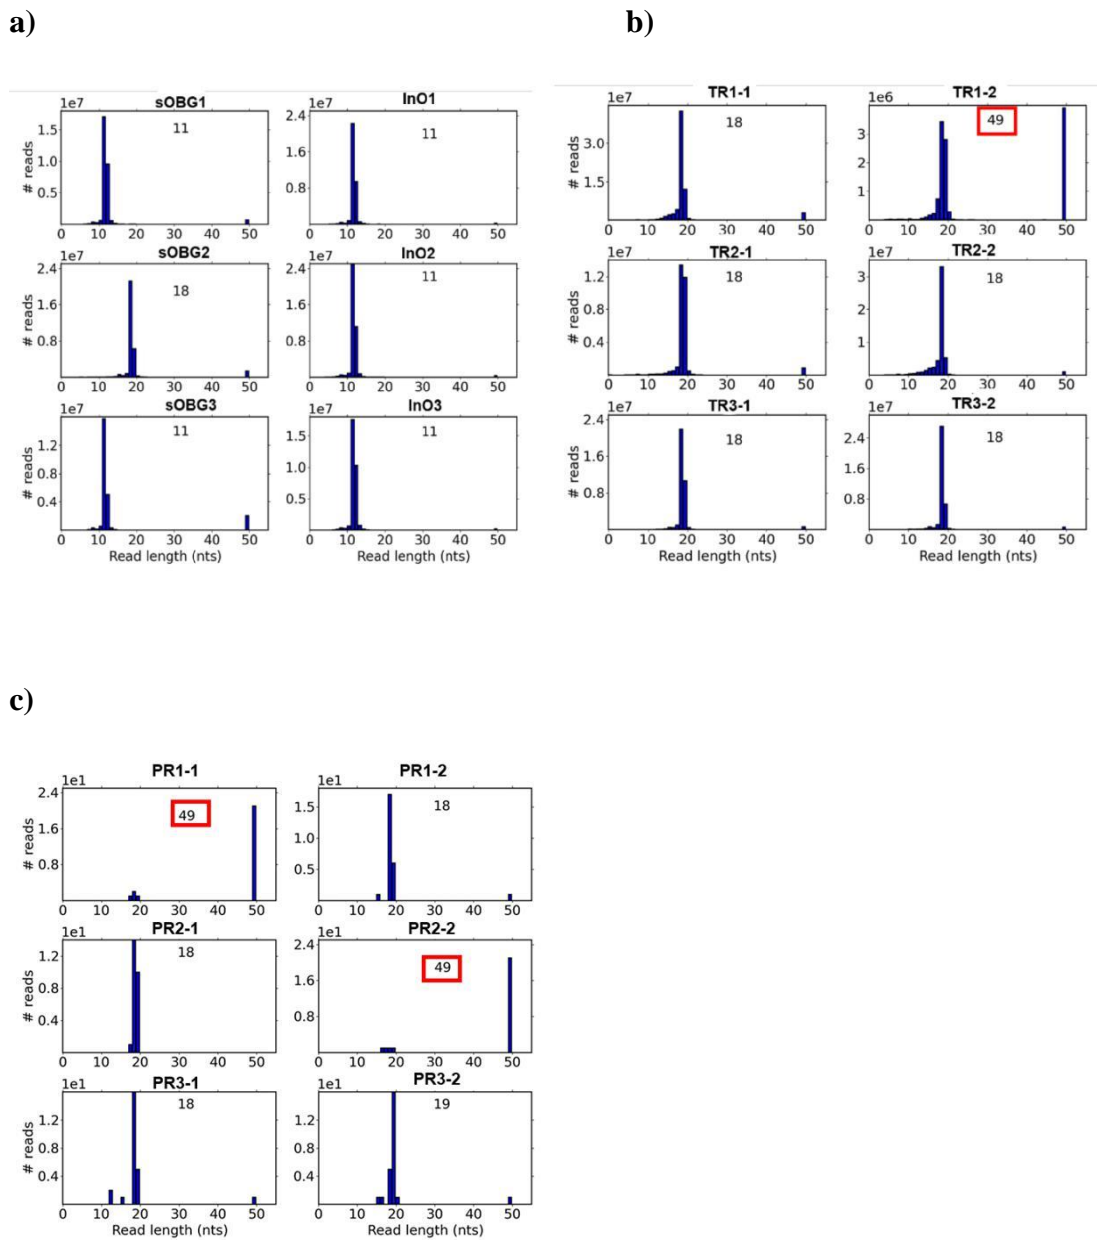 a)
b)
1e7
sOBG1
1.5
1.0
0.5
# reads
11
0 10 20 30 40 50
1e7
InO1
2.4
1.6
0.8
11
0 10 20 30 40 50
1e7
sOBG2
2.4
1.6
0.8
# reads
18
0 10 20 30 40 50
1e7
InO2
2.4
1.6
0.8
11
0 10 20 30 40 50
1e7
sOBG3
1.2
0.8
0.4
# reads
11
0 10 20 30 40 50
Read length (nts)
1e7
InO3
1.5
1.0
0.5
11
0 10 20 30 40 50
Read length (nts)
1e7
TR1-1
3.0
1.5
# reads
18
0 10 20 30 40 50
1e6
TR1-2
3
2
1
49
0 10 20 30 40 50
1e7
TR2-1
1.2
0.8
0.4
# reads
18
0 10 20 30 40 50
1e7
TR2-2
3
2
1
18
0 10 20 30 40 50
1e7
TR3-1
2.4
1.6
0.8
# reads
18
0 10 20 30 40 50
Read length (nts)
1e7
TR3-2
2.4
1.6
0.8
18
0 10 20 30 40 50
Read length (nts)
c)
1e1
PR1-1
2.4
1.6
0.8
# reads
49
0 10 20 30 40 50
1e1
PR1-2
1.5
1.0
0.5
18
0 10 20 30 40 50
1e1
PR2-1
1.2
0.8
0.4
# reads
18
0 10 20 30 40 50
1e1
PR2-2
2.4
1.6
0.8
49
0 10 20 30 40 50
1e1
PR3-1
1.2
0.8
0.4
# reads
18
0 10 20 30 40 50
Read length (nts)
1e1
PR3-2
1.2
0.8
0.4
19
0 10 20 30 40 50
Read length (nts)